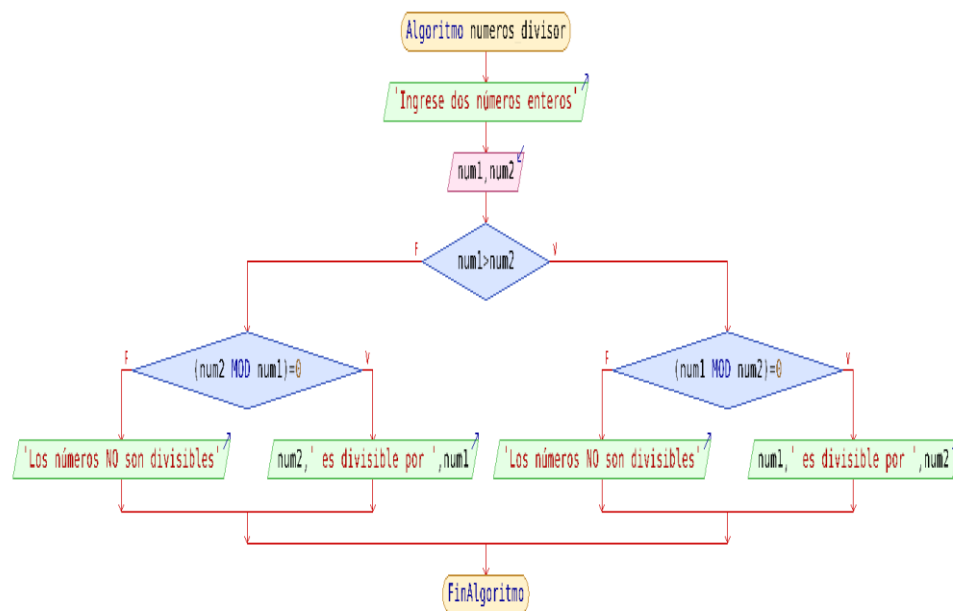 Algoritmo numeros_divisor
'Ingrese dos números enteros'
num1,num2
num1>num2
F
V
(num2 MOD num1)=0
F
V
(num1 MOD num2)=0
F
V
'Los números NO son divisibles'
num2,' es divisible por ',num1
'Los números NO son divisibles'
num1,' es divisible por ',num2
FinAlgoritmo